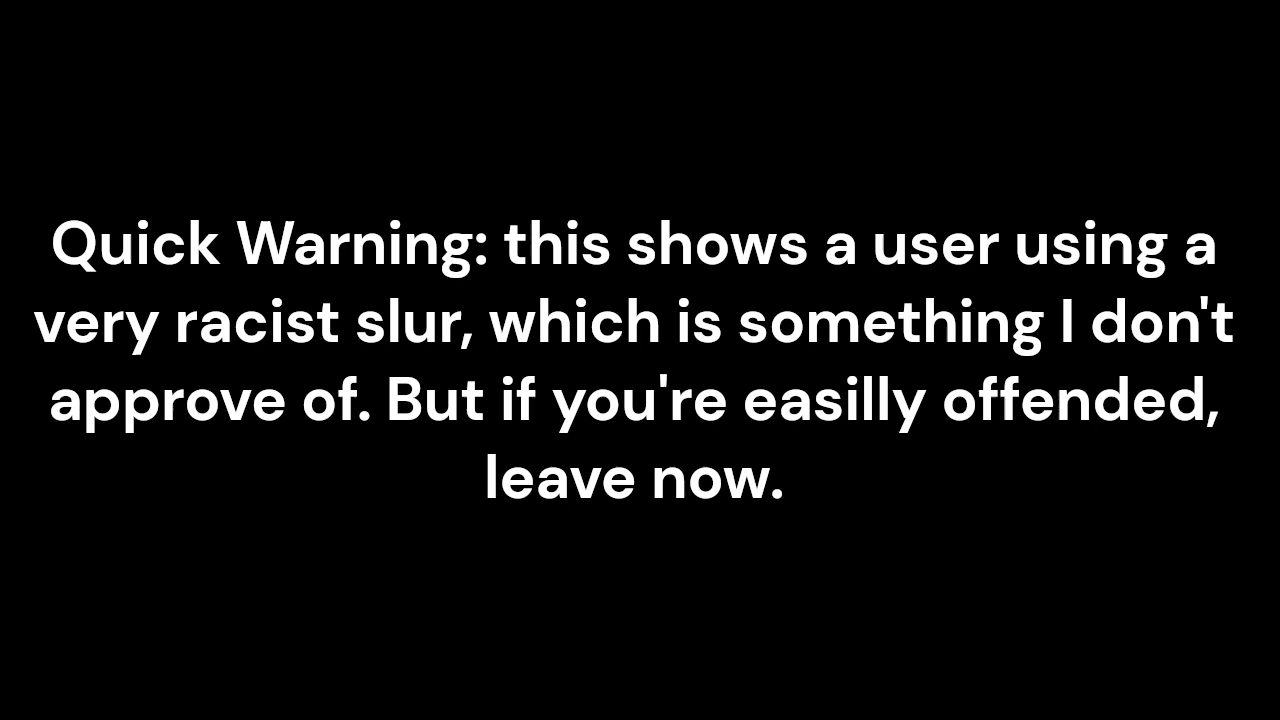 Quick Warning: this shows a user using a
very racist slur, which is something I don't
approve of. But if you're easilly offended,
leave now.